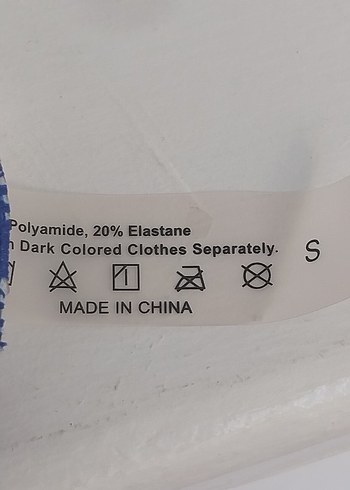 Polyamide, 20% Elastane
Dark Colored Clothes Separately.
S
MADE IN CHINA